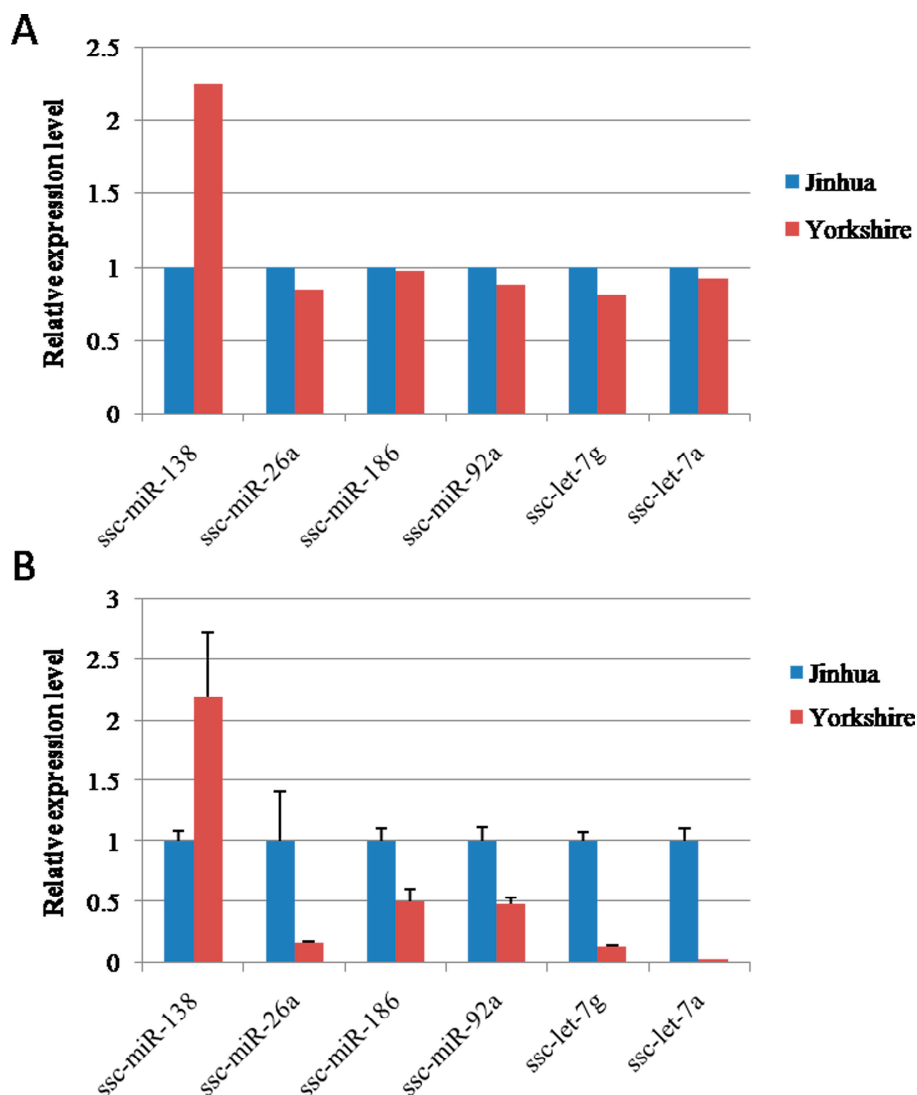 A
Relative expression level
2.5
2
1.5
1
0.5
0
ssc-miR-138
ssc-miR-26a
ssc-miR-186
ssc-miR-92a
ssc-let-7g
ssc-let-7a
Jinhua
Yorkshire
B
Relative expression level
3
2.5
2
1.5
1
0.5
0
ssc-miR-138
ssc-miR-26a
ssc-miR-186
ssc-miR-92a
ssc-let-7g
ssc-let-7a
Jinhua
Yorkshire